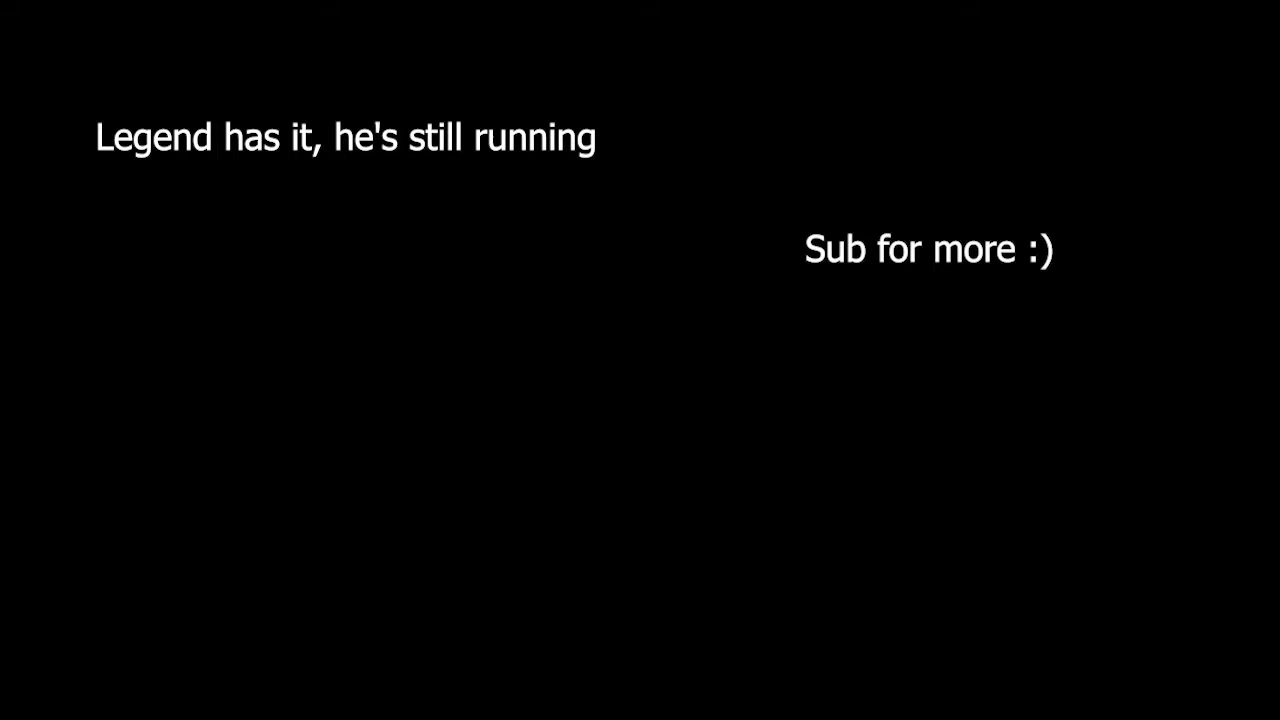 Legend has it, he's still running
Sub for more :)